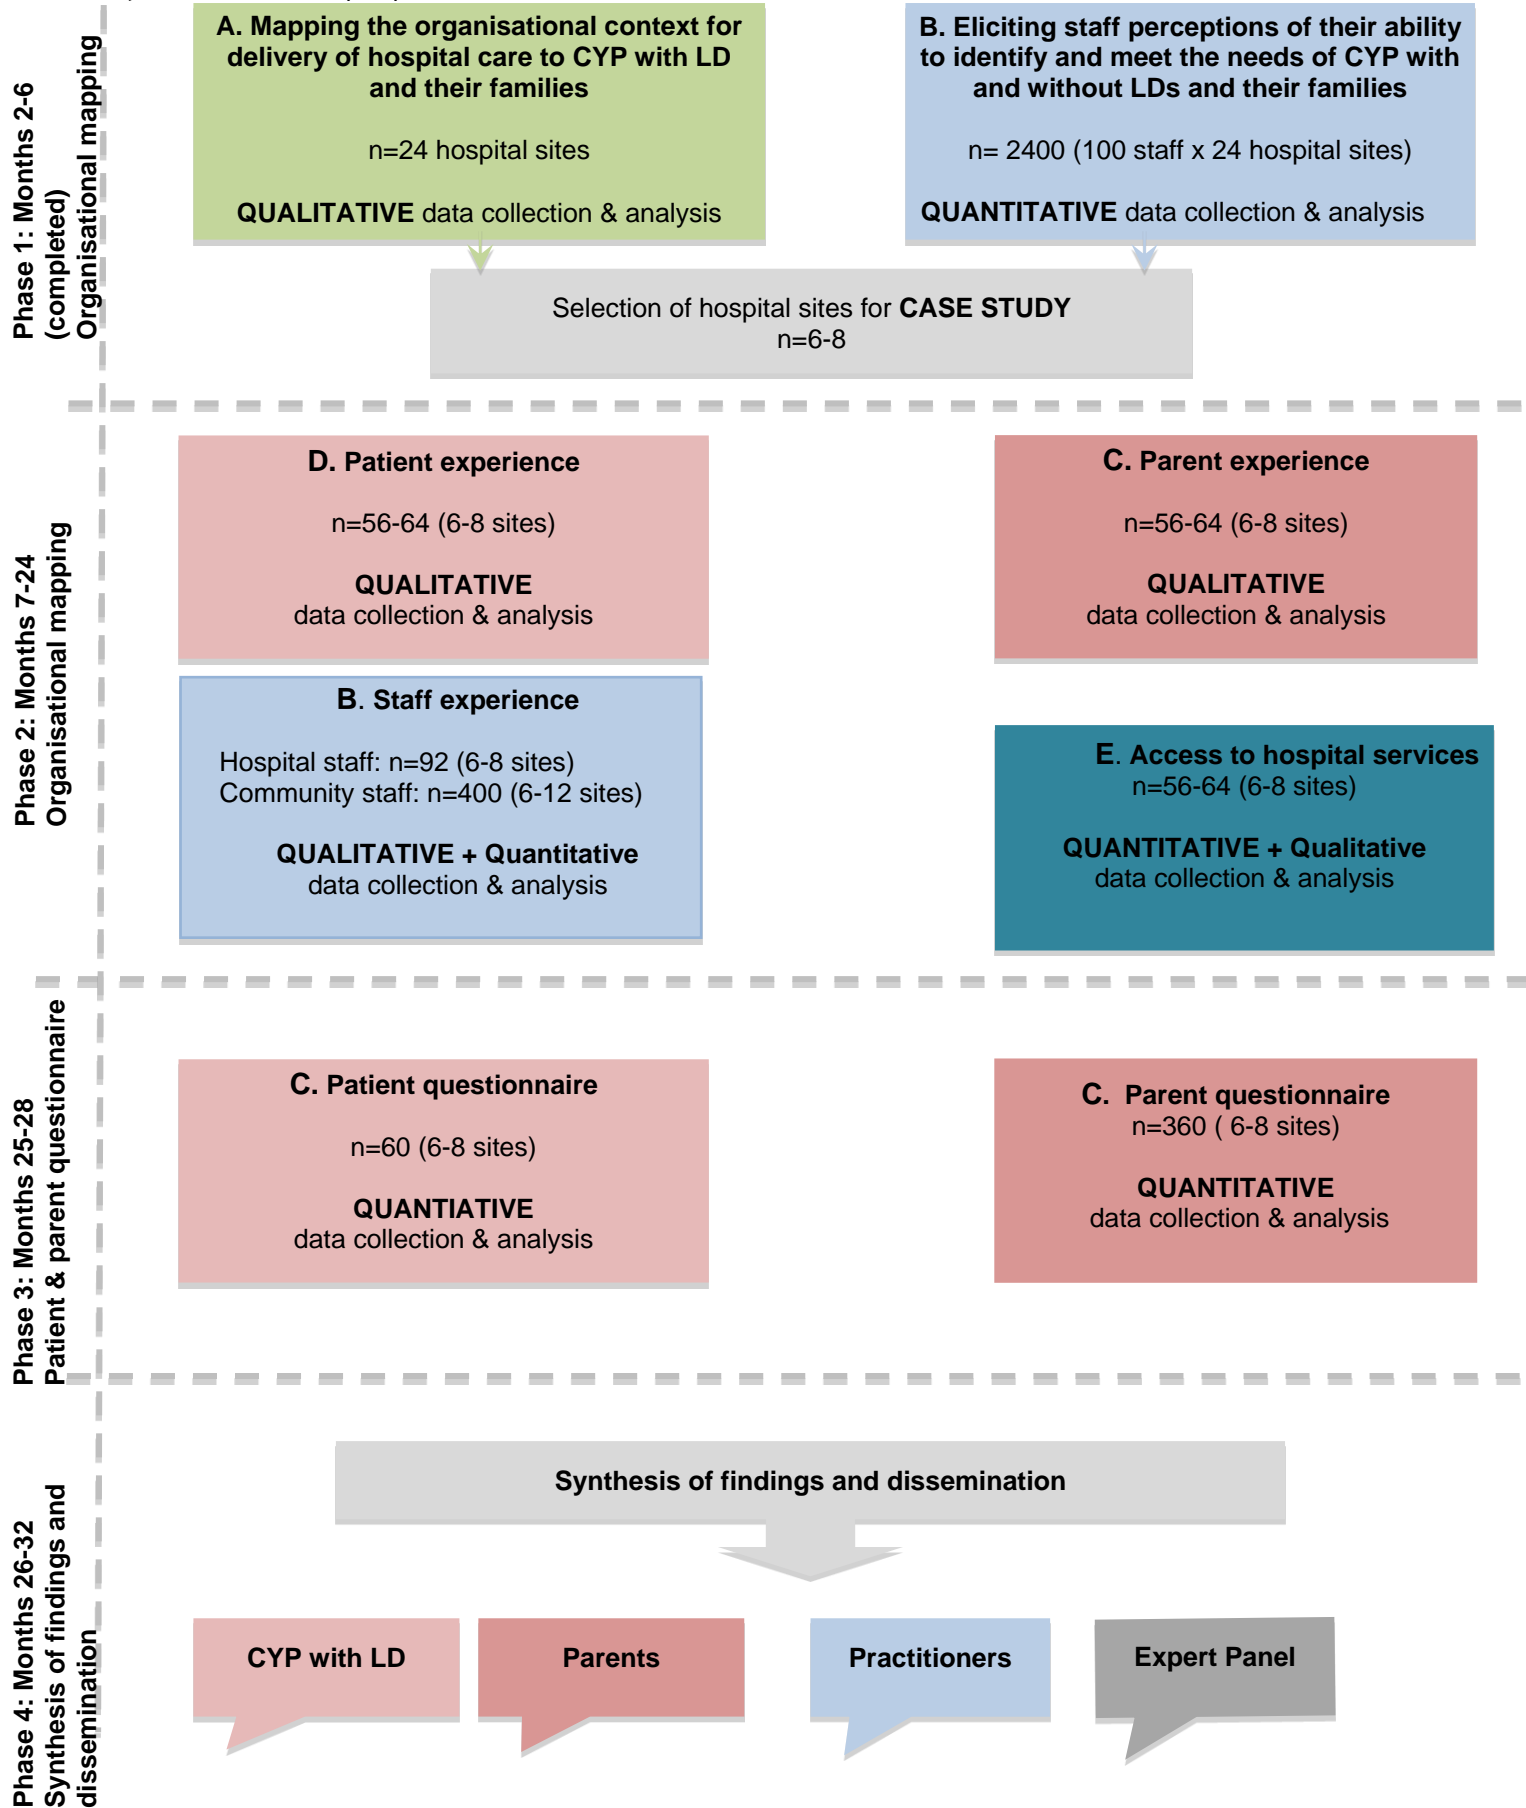 Phase 1: Months 2-6
(completed)
Organisational mapping
A. Mapping the organisational context for
delivery of hospital care to CYP with LD
and their families
n=24 hospital sites
QUALITATIVE data collection & analysis
B. Eliciting staff perceptions of their ability
to identify and meet the needs of CYP with
and without LDs and their families
n= 2400 (100 staff x 24 hospital sites)
QUANTITATIVE data collection & analysis
Selection of hospital sites for CASE STUDY
n=6-8
Phase 2: Months 7-24
Organisational mapping
D. Patient experience
n=56-64 (6-8 sites)
QUALITATIVE
data collection & analysis
C. Parent experience
n=56-64 (6-8 sites)
QUALITATIVE
data collection & analysis
B. Staff experience
Hospital staff: n=92 (6-8 sites)
Community staff: n=400 (6-12 sites)
QUALITATIVE + Quantitative
data collection & analysis
E. Access to hospital services
n=56-64 (6-8 sites)
QUANTITATIVE + Qualitative
data collection & analysis
Phase 3: Months 25-28
Patient & parent questionnaire
C. Patient questionnaire
n=60 (6-8 sites)
QUANTIATIVE
data collection & analysis
C. Parent questionnaire
n=360 ( 6-8 sites)
QUANTITATIVE
data collection & analysis
Phase 4: Months 26-32
Synthesis of findings and
dissemination
Synthesis of findings and dissemination
CYP with LD
Parents
Practitioners
Expert Panel